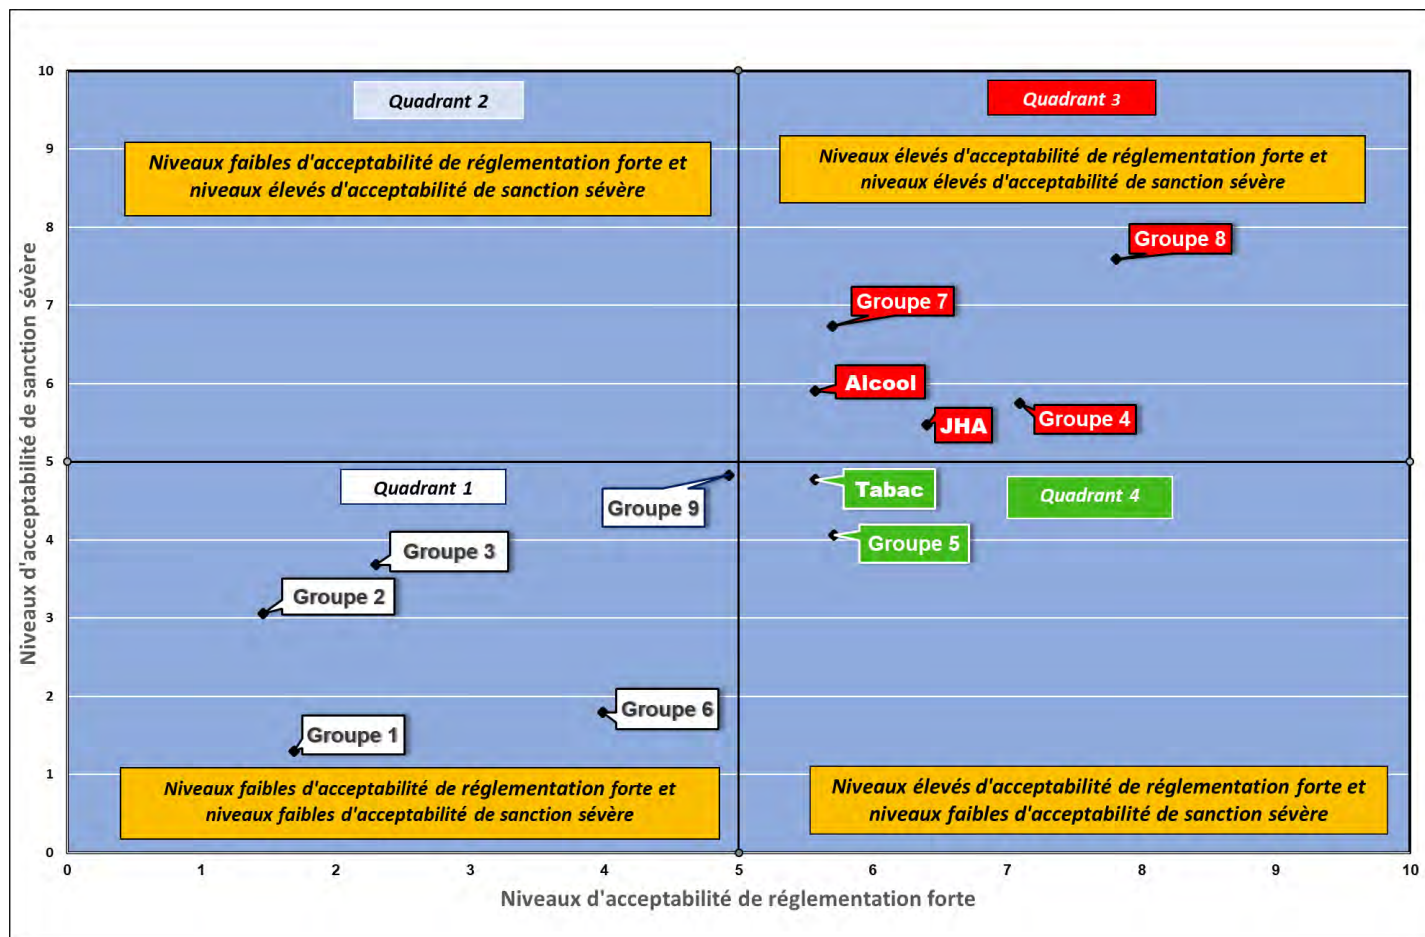 Niveaux d'acceptabilité de sanction sévère
10
9
8
7
6
5
4
3
2
1
0
Quadrant 2
Niveaux faibles d'acceptabilité de réglementation forte et
niveaux élevés d'acceptabilité de sanction sévère
Quadrant 3
Niveaux élevés d'acceptabilité de réglementation forte et
niveaux élevés d'acceptabilité de sanction sévère
Groupe 8
Groupe 7
Alcool
JHA
Groupe 4
Quadrant 1
Groupe 9
Groupe 3
Groupe 2
Groupe 6
Groupe 1
Niveaux faibles d'acceptabilité de réglementation forte et
niveaux faibles d'acceptabilité de sanction sévère
Tabac
Quadrant 4
Groupe 5
Niveaux élevés d'acceptabilité de réglementation forte et
niveaux faibles d'acceptabilité de sanction sévère
0 1 2 3 4 5 6 7 8 9 10
Niveaux d'acceptabilité de réglementation forte